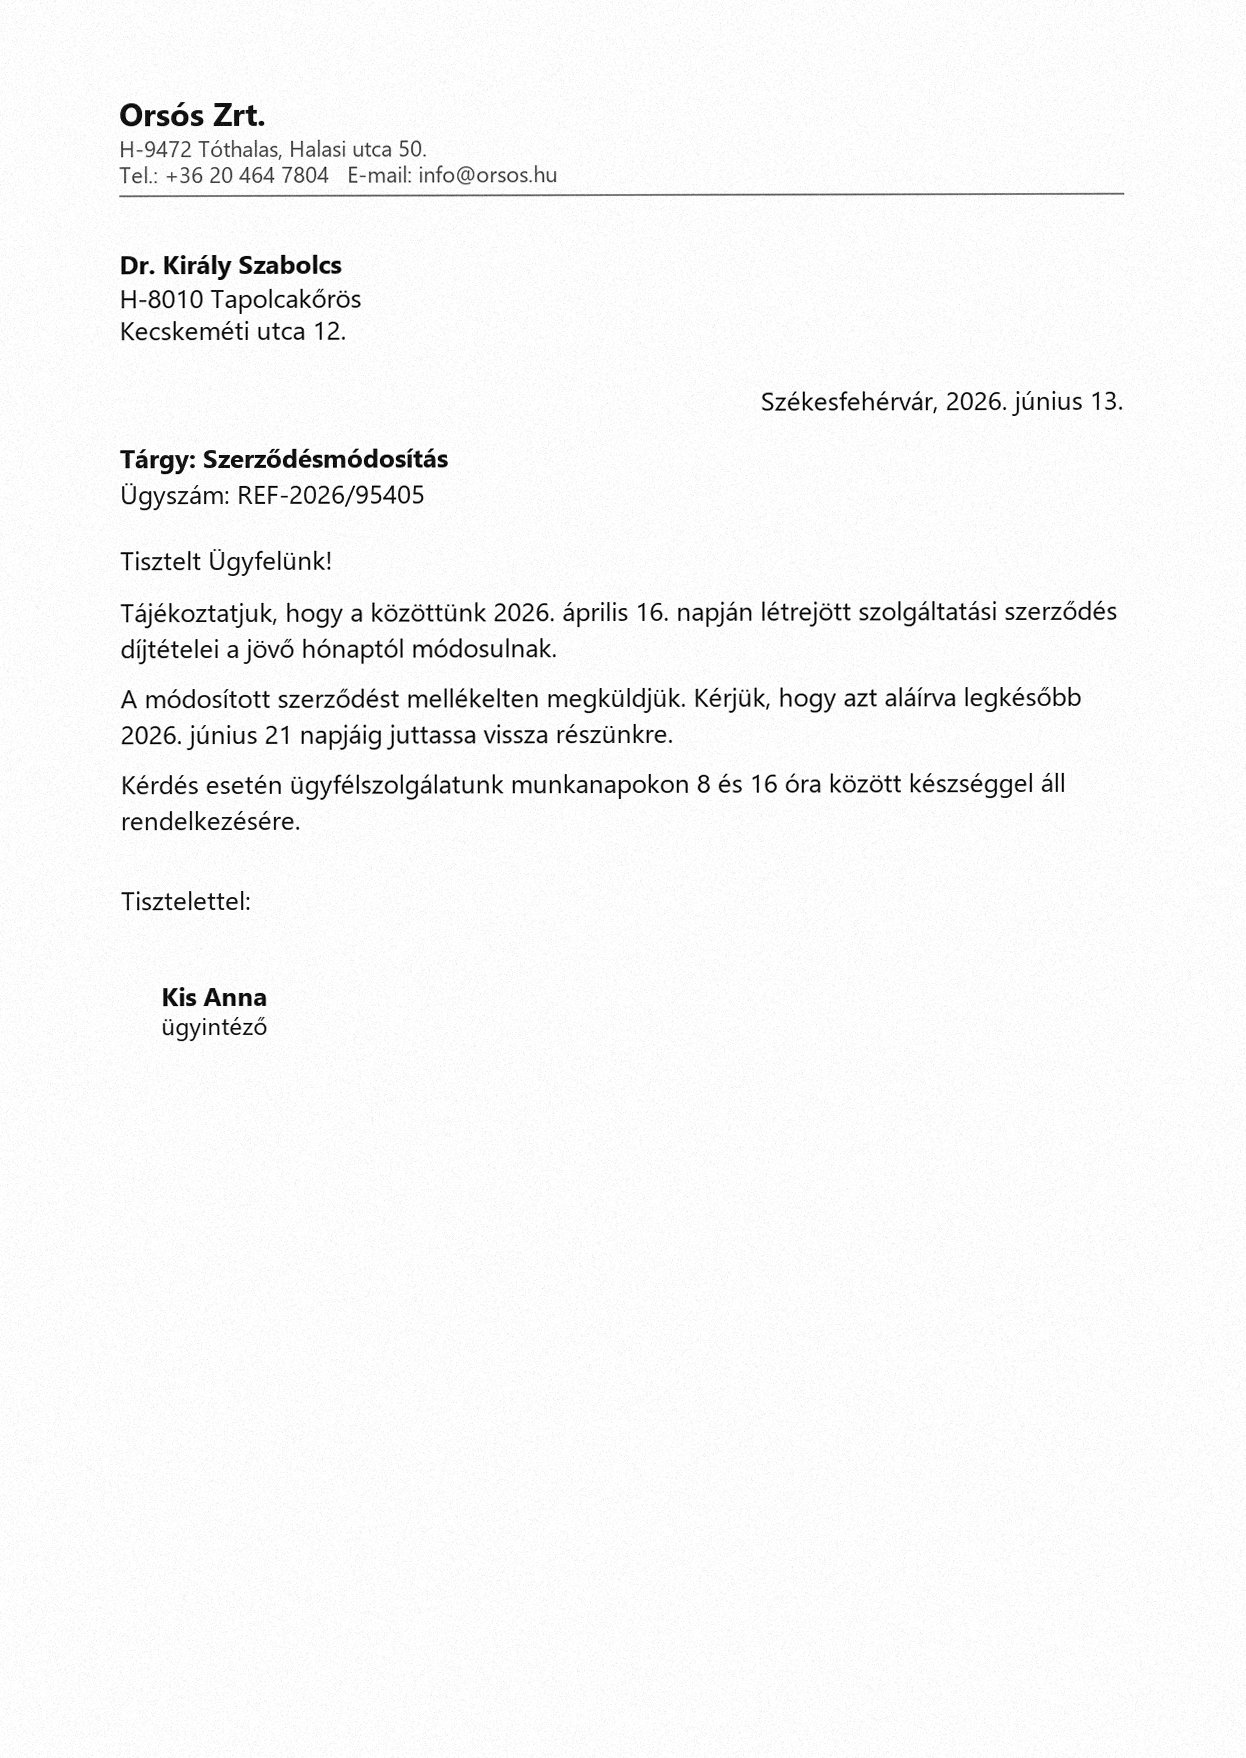 Orsós Zrt.
H-9472 Tóthalas, Halasi utca 50.
Tel.: +36 20 464 7804 E-mail: info@orsos.hu
Dr. Király Szabolcs
H-8010 Tapolcakőrös
Kecskeméti utca 12.
Székesfehérvár, 2026. június 13.
Tárgy: Szerződésmódosítás
Ügyszám: REF-2026/95405
Tisztelt Ügyfelünk!
Tájékoztatjuk, hogy a közöttünk 2026. április 16. napján létrejött szolgáltatási szerződés
díjtételei a jövő hónaptól módosulnak.
A módosított szerződést mellékelten megküldjük. Kérjük, hogy azt aláírva legkésőbb
2026. június 21 napjáig juttassa vissza részünkre.
Kérdés esetén ügyfélszolgálatunk munkanapokon 8 és 16 óra között készséggel áll
rendelkezésére.
Tisztelettel:
Kis Anna
ügyintéző